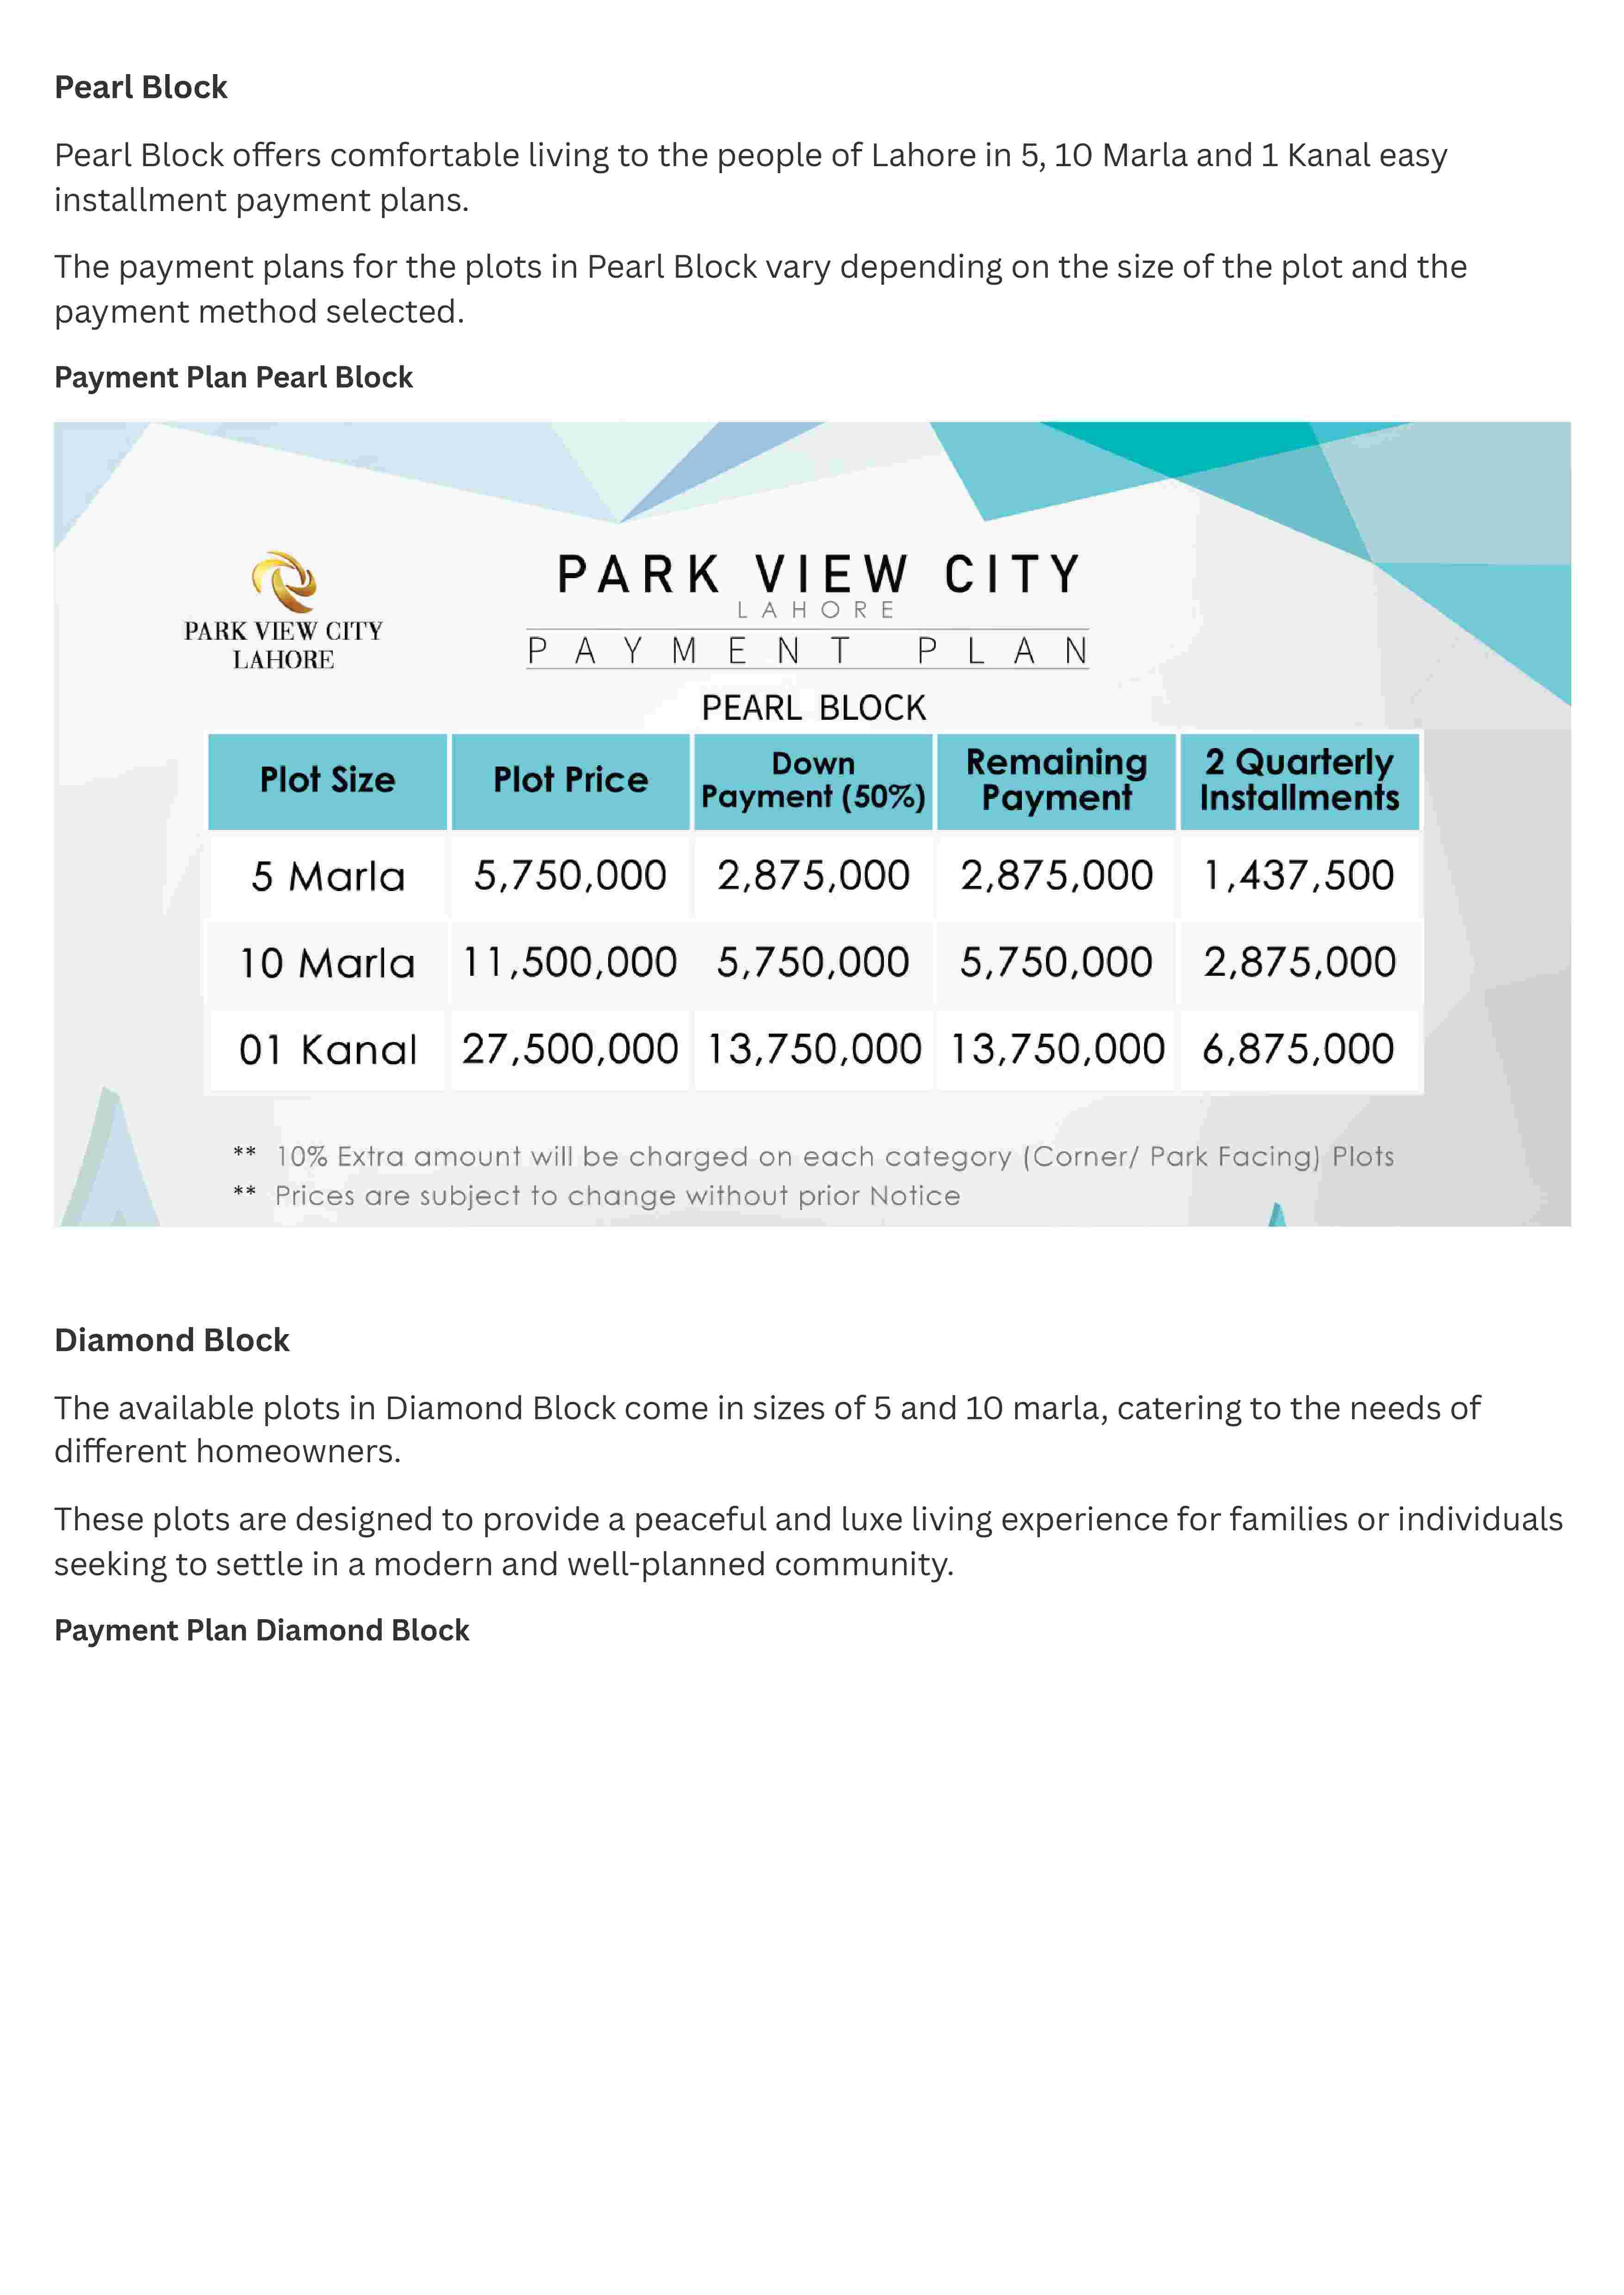 Pearl Block
Pearl Block offers comfortable living to the people of Lahore in 5, 10 Marla and 1 Kanal easy
installment payment plans.
The payment plans for the plots in Pearl Block vary depending on the size of the plot and the
payment method selected.
Payment Plan Pearl Block
PARK VIEW CITY
LAHORE
PARK VIEW CITY
LAHORE
PAYMENT PLAN
PEARL BLOCK
Plot Size Plot Price Down Payment (50%) Remaining Payment 2 Quarterly Installments
5 Marla 5,750,000 2,875,000 2,875,000 1,437,500
10 Marla 11,500,000 5,750,000 5,750,000 2,875,000
01 Kanal 27,500,000 13,750,000 13,750,000 6,875,000
** 10% Extra amount will be charged on each category (Corner/ Park Facing) Plots
** Prices are subject to change without prior Notice
Diamond Block
The available plots in Diamond Block come in sizes of 5 and 10 marla, catering to the needs of
different homeowners.
These plots are designed to provide a peaceful and luxe living experience for families or individuals
seeking to settle in a modern and well-planned community.
Payment Plan Diamond Block